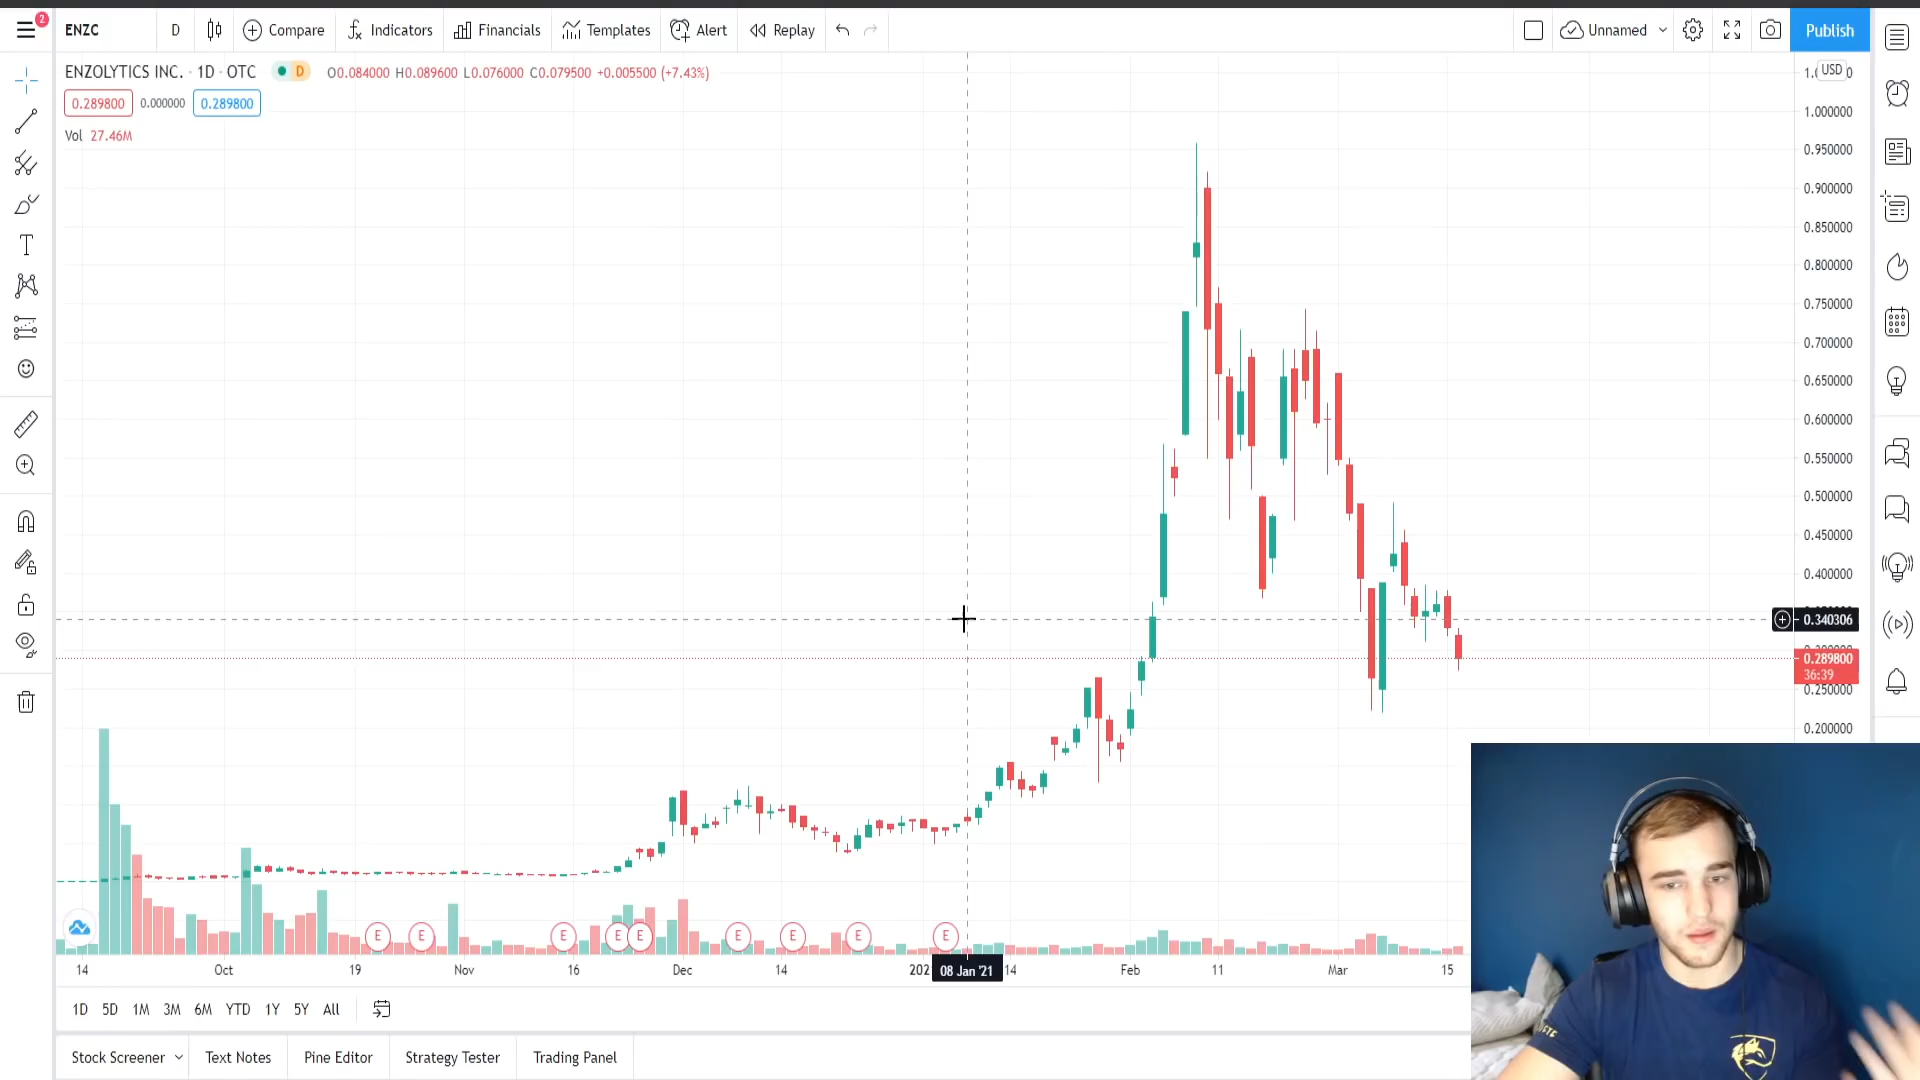 2
ENZC
D
Compare
Indicators
Financials
Templates
Alert
Replay
Unnamed
Publish
ENZOLYTICS INC. · 1D · OTC
D
O0.084000 H0.089600 L0.076000 C0.079500 +0.005500 (+7.43%)
0.289800
0.000000
0.289800
Vol 27.46M
USD
1.000000
0.950000
0.900000
0.850000
0.800000
0.750000
0.700000
0.650000
0.600000
0.550000
0.500000
0.450000
0.400000
0.340306
0.289800
36:39
0.250000
0.200000
E E E E E E E E E
14 Oct 19 Nov 16 Dec 14 202 08 Jan '21 14 Feb 11 Mar 15
1D 5D 1M 3M 6M YTD 1Y 5Y All
Stock Screener
Text Notes
Pine Editor
Strategy Tester
Trading Panel